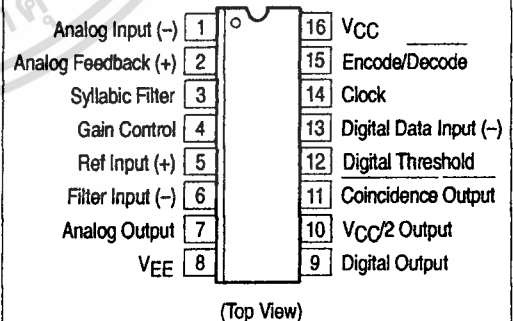 Analog Input (–) 1
Analog Feedback (+) 2
Syllabic Filter 3
Gain Control 4
Ref Input (+) 5
Filter Input (–) 6
Analog Output 7
VEE 8
16 VCC
15 Encode/Decode
14 Clock
13 Digital Data Input (–)
12 Digital Threshold
11 Coincidence Output
10 VCC/2 Output
9 Digital Output
(Top View)